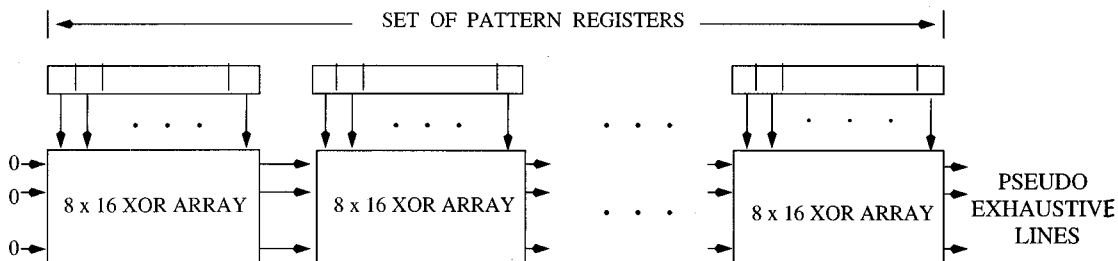 SET OF PATTERN REGISTERS
0
0
0
8 x 16 XOR ARRAY
8 x 16 XOR ARRAY
8 x 16 XOR ARRAY
PSEUDO
EXHAUSTIVE
LINES